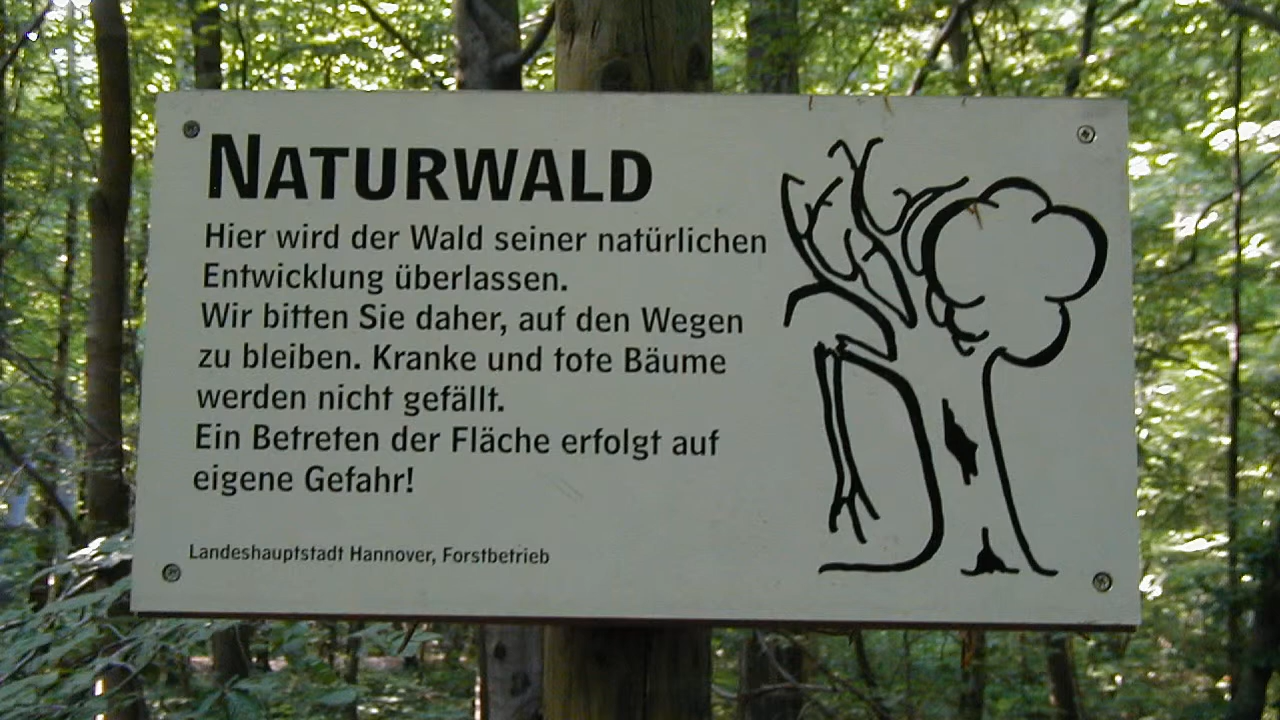 NATURWALD
Hier wird der Wald seiner natürlichen
Entwicklung überlassen.
Wir bitten Sie daher, auf den Wegen
zu bleiben. Kranke und tote Bäume
werden nicht gefällt.
Ein Betreten der Fläche erfolgt auf
eigene Gefahr!
Landeshauptstadt Hannover, Forstbetrieb